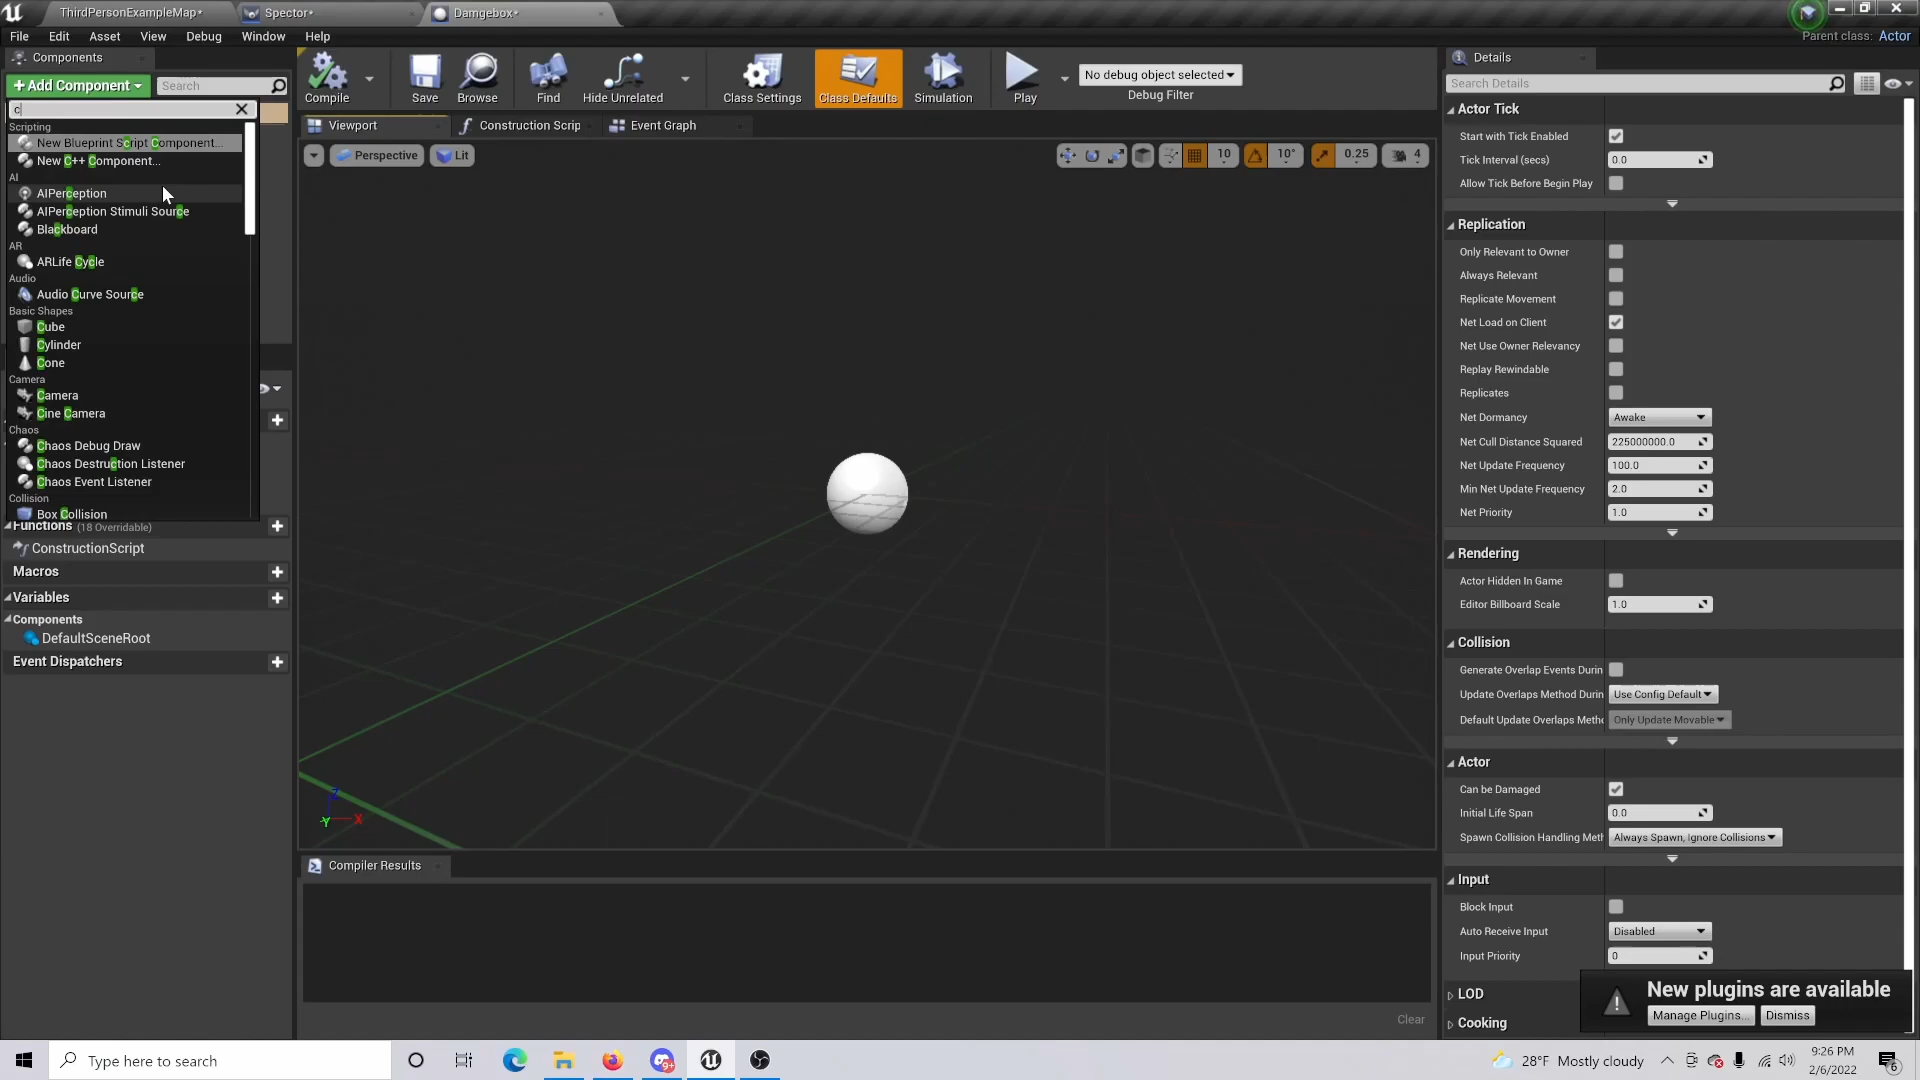 ThirdPersonExampleMap*
Spector*
Damgebox*
File Edit Asset View Debug Window Help
Parent class: Actor
Components
+ Add Component
Search
c
Scripting
New Blueprint Script Component...
New C++ Component...
AI
AIPerception
AIPerception Stimuli Source
Blackboard
AR
ARLife Cycle
Audio
Audio Curve Source
Basic Shapes
Cube
Cylinder
Cone
Camera
Camera
Cine Camera
Chaos
Chaos Debug Draw
Chaos Destruction Listener
Chaos Event Listener
Collision
Box Collision
Functions (18 Overridable)
ConstructionScript
Macros
Variables
Components
DefaultSceneRoot
Event Dispatchers
Compile
Save
Browse
Find
Hide Unrelated
Class Settings
Class Defaults
Simulation
Play
No debug object selected
Debug Filter
Viewport
Construction Scrip
Event Graph
Perspective
Lit
10
10°
0.25
4
Z
Y
X
Compiler Results
Clear
Details
Search Details
Actor Tick
Start with Tick Enabled
Tick Interval (secs) 0.0
Allow Tick Before Begin Play
Replication
Only Relevant to Owner
Always Relevant
Replicate Movement
Net Load on Client
Net Use Owner Relevancy
Replay Rewindable
Replicates
Net Dormancy Awake
Net Cull Distance Squared 225000000.0
Net Update Frequency 100.0
Min Net Update Frequency 2.0
Net Priority 1.0
Rendering
Actor Hidden In Game
Editor Billboard Scale 1.0
Collision
Generate Overlap Events Durin
Update Overlaps Method Durin Use Config Default
Default Update Overlaps Metho Only Update Movable
Actor
Can be Damaged
Initial Life Span 0.0
Spawn Collision Handling Meth Always Spawn, Ignore Collisions
Input
Block Input
Auto Receive Input Disabled
Input Priority 0
LOD
Cooking
New plugins are available
Manage Plugins...
Dismiss
Type here to search
9+
28°F Mostly cloudy
9:26 PM
2/6/2022
6